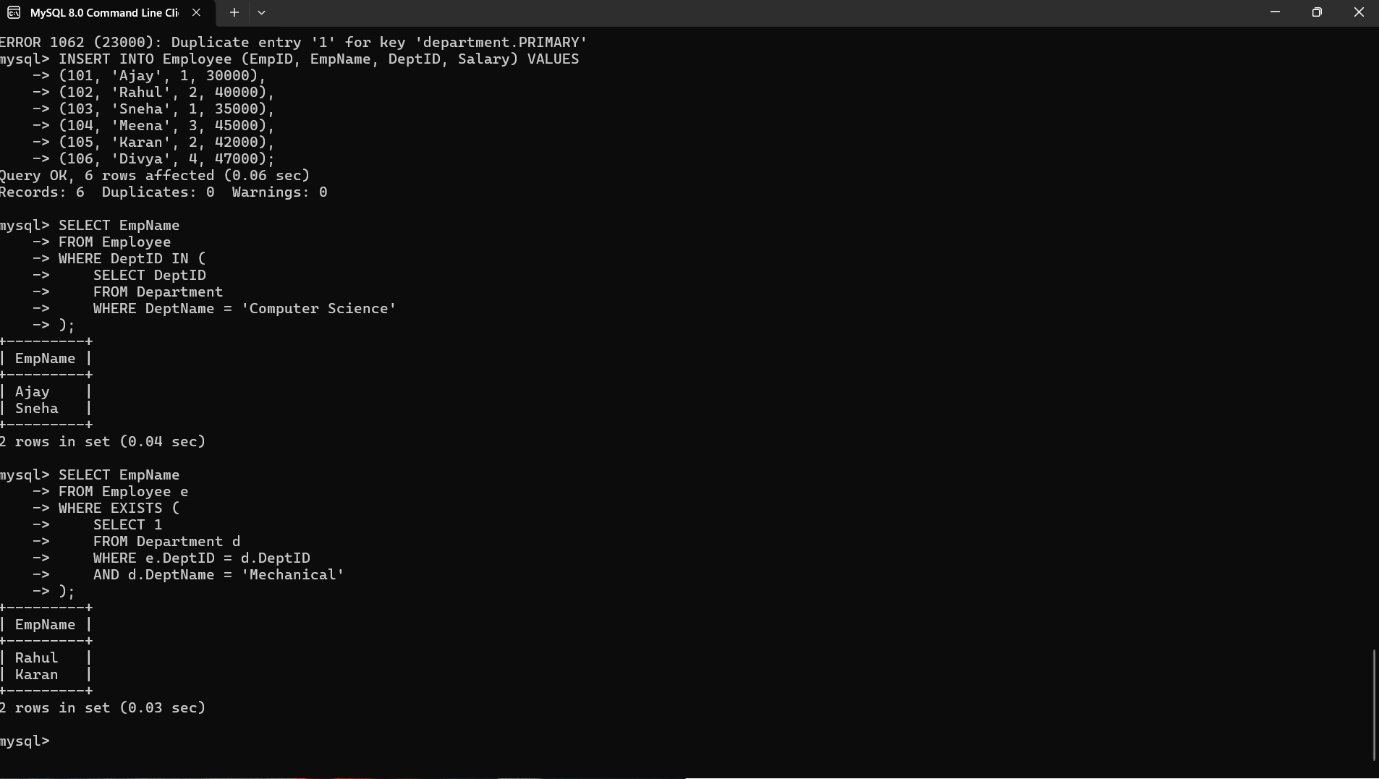 MySQL 8.0 Command Line Cli
ERROR 1062 (23000): Duplicate entry '1' for key 'department.PRIMARY'
mysql> INSERT INTO Employee (EmpID, EmpName, DeptID, Salary) VALUES
    -> (101, 'Ajay', 1, 30000),
    -> (102, 'Rahul', 2, 40000),
    -> (103, 'Sneha', 1, 35000),
    -> (104, 'Meena', 3, 45000),
    -> (105, 'Karan', 2, 42000),
    -> (106, 'Divya', 4, 47000);
Query OK, 6 rows affected (0.06 sec)
Records: 6  Duplicates: 0  Warnings: 0

mysql> SELECT EmpName
    -> FROM Employee
    -> WHERE DeptID IN (
    ->     SELECT DeptID
    ->     FROM Department
    ->     WHERE DeptName = 'Computer Science'
    -> );
+---------+
| EmpName |
+---------+
| Ajay    |
| Sneha   |
+---------+
2 rows in set (0.04 sec)

mysql> SELECT EmpName
    -> FROM Employee e
    -> WHERE EXISTS (
    ->     SELECT 1
    ->     FROM Department d
    ->     WHERE e.DeptID = d.DeptID
    ->     AND d.DeptName = 'Mechanical'
    -> );
+---------+
| EmpName |
+---------+
| Rahul   |
| Karan   |
+---------+
2 rows in set (0.03 sec)

mysql>